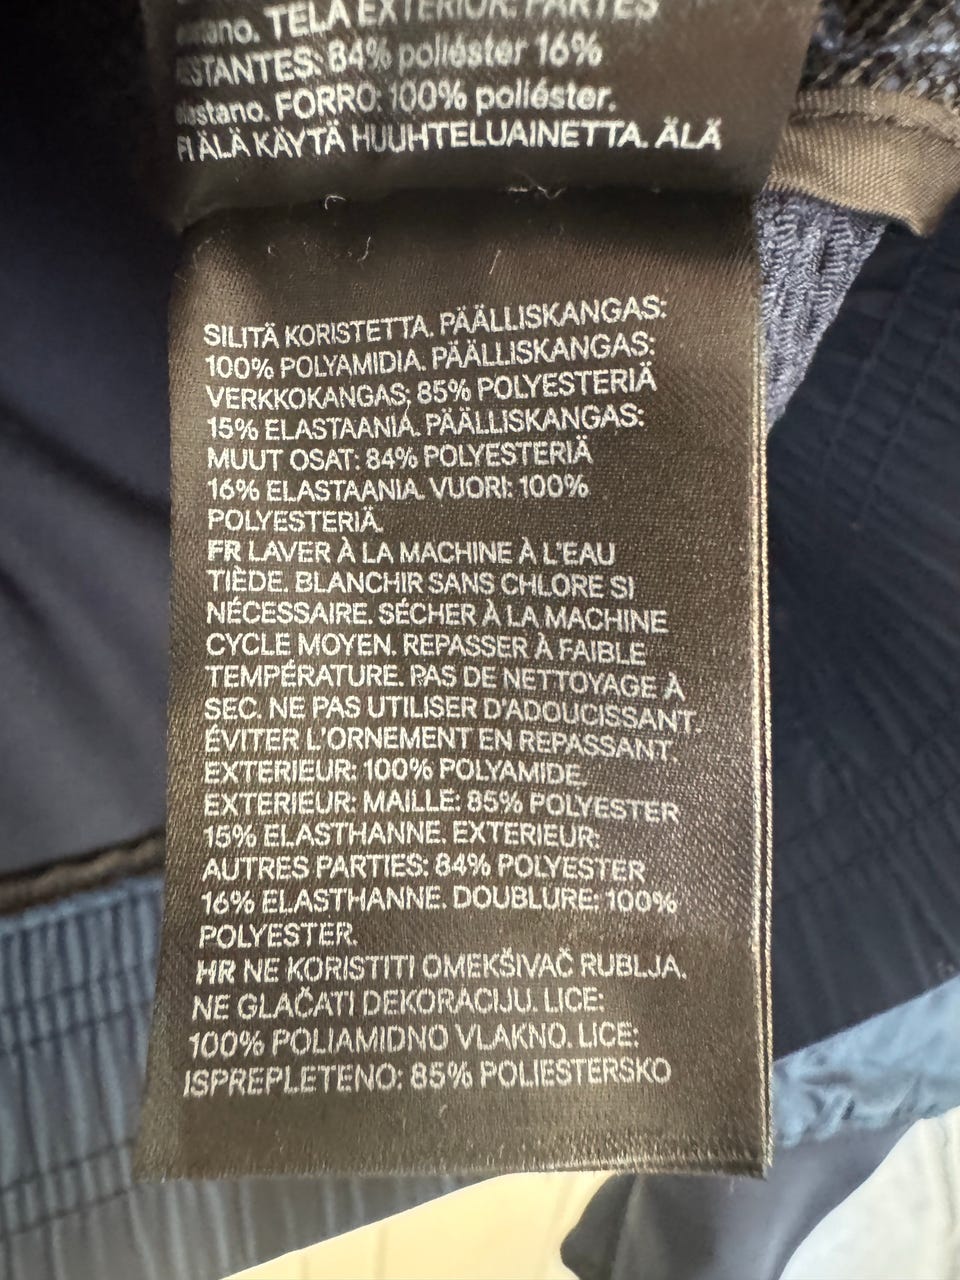 TELA EXTERIOR: PARTES
84% poliéster 16%
elastano. FORRO: 100% poliéster.
FI ÄLÄ KÄYTÄ HUUHTELUAINETTA. ÄLÄ
SILITÄ KORISTETTA. PÄÄLLISKANGAS:
100% POLYAMIDIA. PÄÄLLISKANGAS:
VERKKOKANGAS; 85% POLYESTERIÄ
15% ELASTAANIA. PÄÄLLISKANGAS:
MUUT OSAT: 84% POLYESTERIÄ
16% ELASTAANIA. VUORI: 100%
POLYESTERIÄ.
FR LAVER À LA MACHINE À L'EAU
TIÈDE. BLANCHIR SANS CHLORE SI
NÉCESSAIRE. SÉCHER À LA MACHINE
CYCLE MOYEN. REPASSER À FAIBLE
TEMPÉRATURE. PAS DE NETTOYAGE À
SEC. NE PAS UTILISER D'ADOUCISSANT.
ÉVITER L'ORNEMENT EN REPASSANT.
EXTERIEUR: 100% POLYAMIDE.
EXTERIEUR: MAILLE: 85% POLYESTER
15% ELASTHANNE. EXTERIEUR:
AUTRES PARTIES: 84% POLYESTER
16% ELASTHANNE. DOUBLURE: 100%
POLYESTER.
HR NE KORISTITI OMEKŠIVAČ RUBLJA.
NE GLAČATI DEKORACIJU. LICE:
100% POLIAMIDNO VLAKNO. LICE:
ISPREPLETENO: 85% POLIESTERSKO